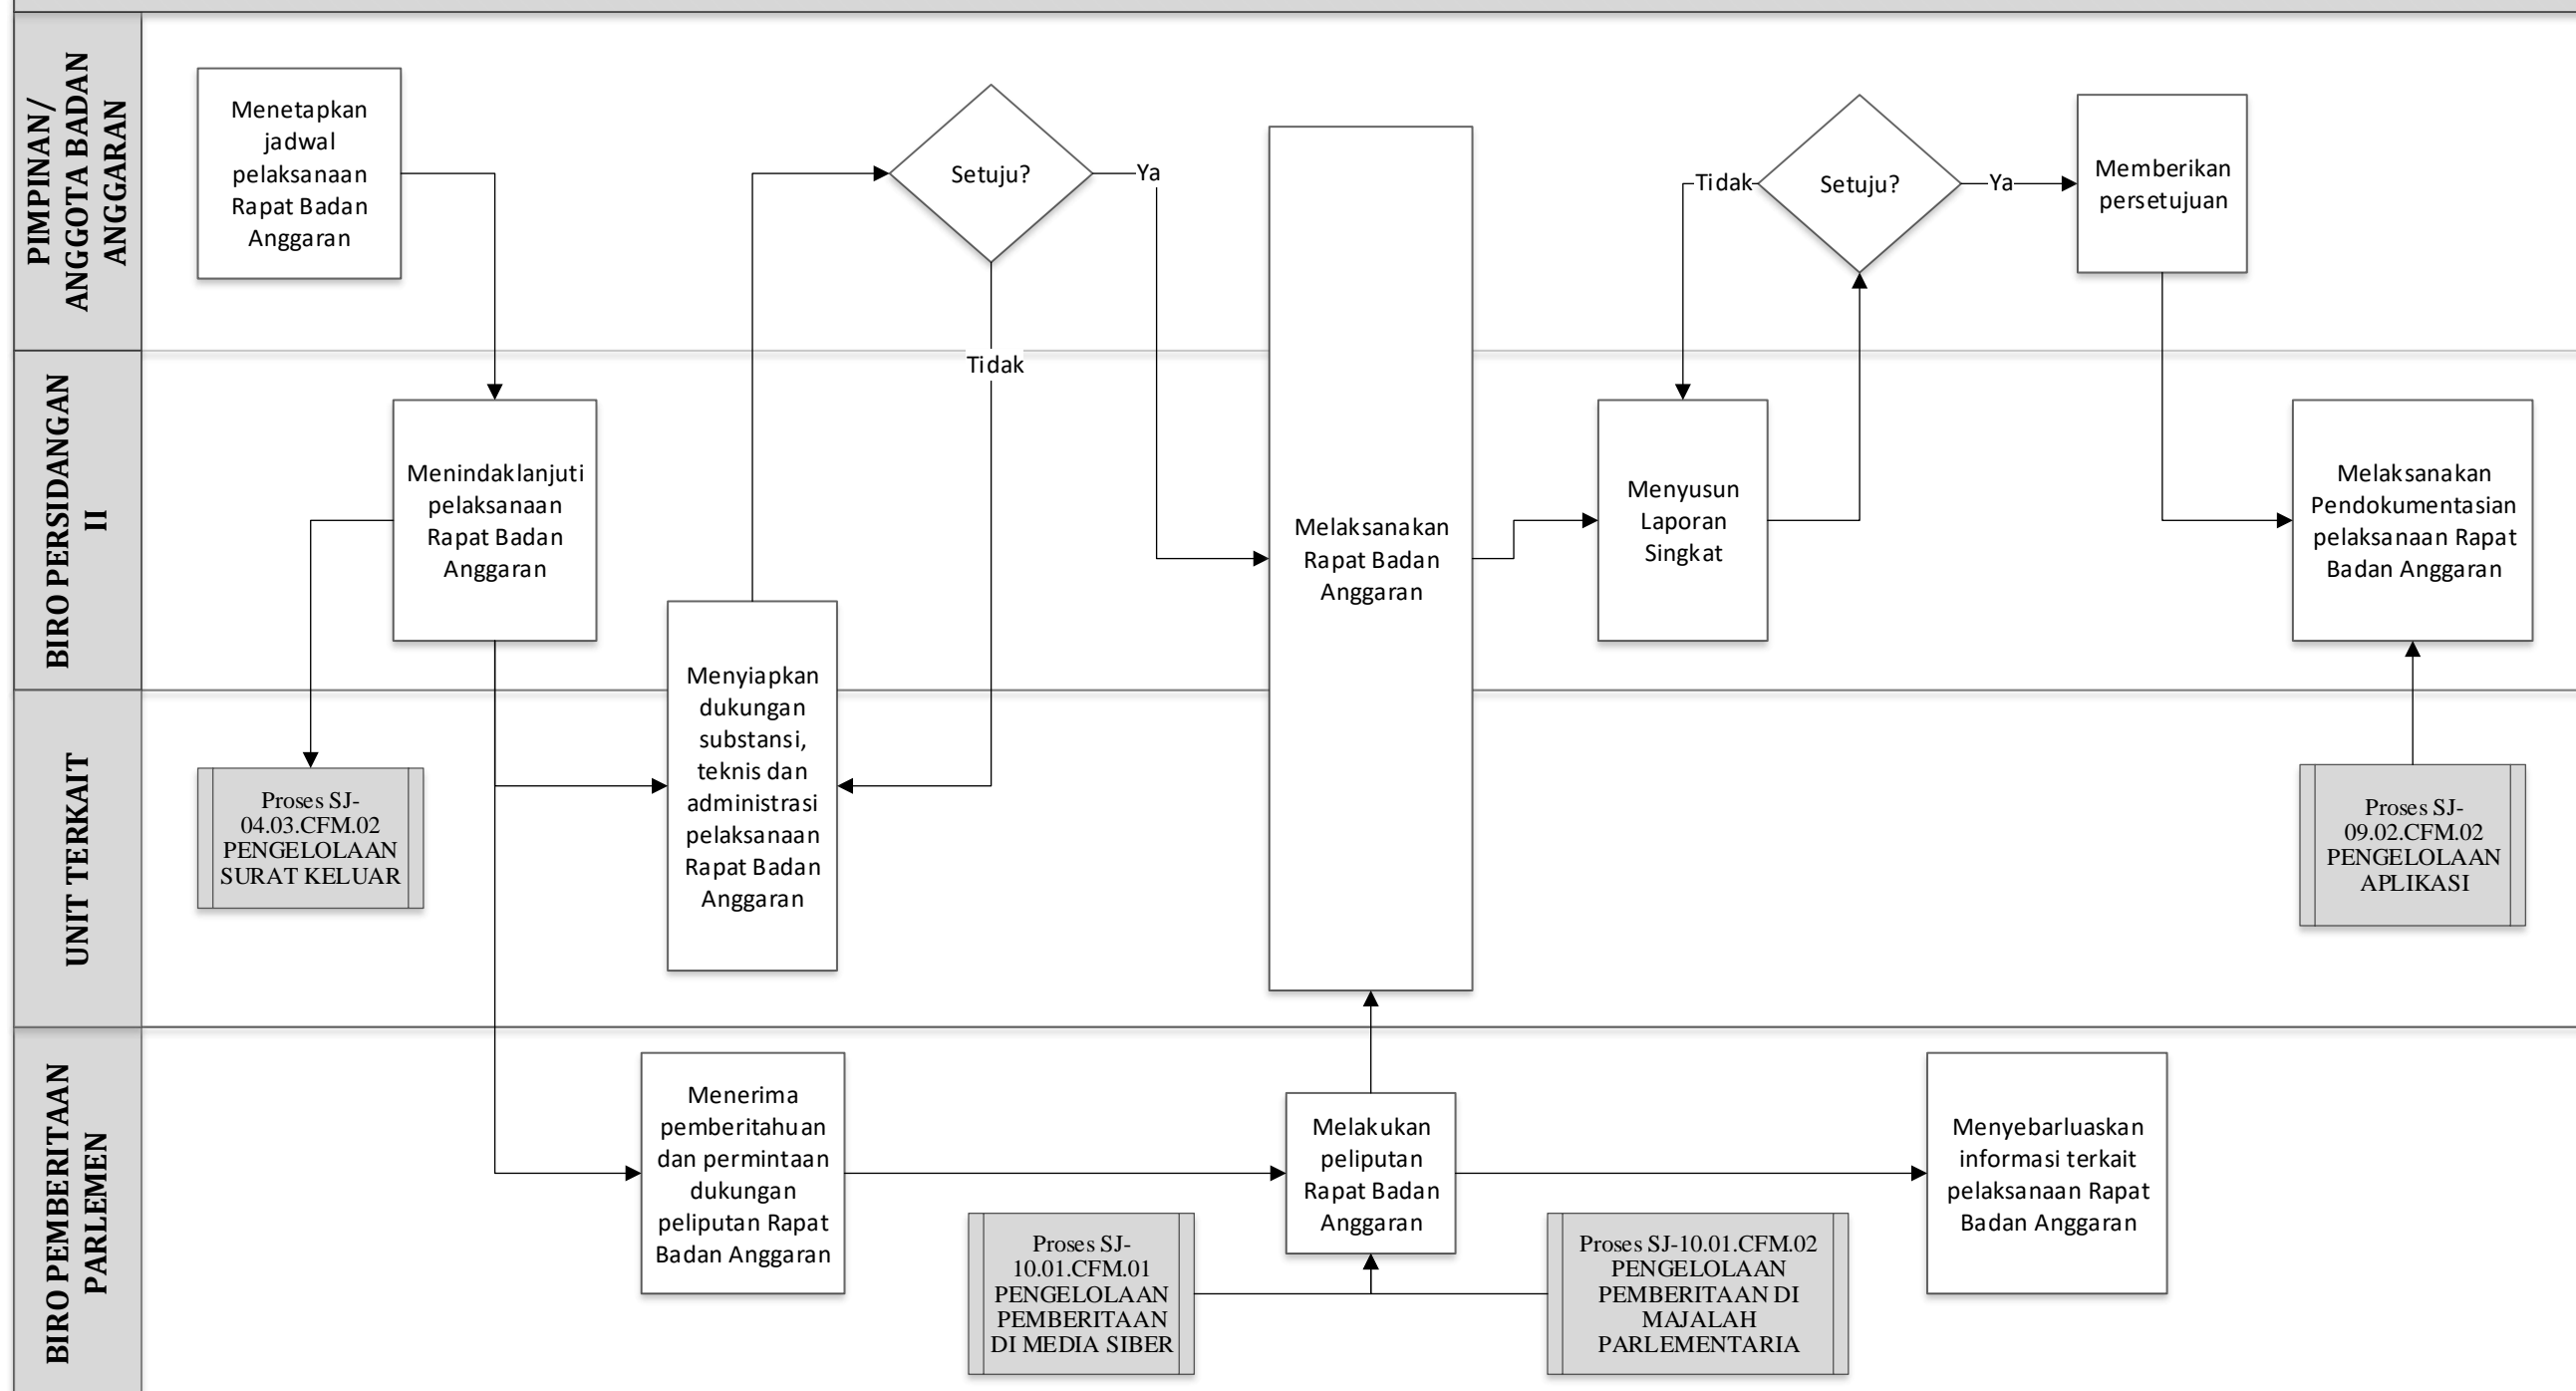 PIMPINAN/
ANGGOTA BADAN
ANGGARAN
Menetapkan
jadwal
pelaksanaan
Rapat Badan
Anggaran
Setuju?
Ya
Tidak
Tidak
Setuju?
Ya
Memberikan
persetujuan
BIRO PERSIDANGAN
II
Menindaklanjuti
pelaksanaan
Rapat Badan
Anggaran
Menyiapkan
dukungan
substansi,
teknis dan
administrasi
pelaksanaan
Rapat Badan
Anggaran
Melaksanakan
Rapat Badan
Anggaran
Menyusun
Laporan
Singkat
Melaksanakan
Pendokumentasian
pelaksanaan Rapat
Badan Anggaran
UNIT TERKAIT
Proses SJ-
04.03.CFM.02
PENGELOLAAN
SURAT KELUAR
Proses SJ-
09.02.CFM.02
PENGELOLAAN
APLIKASI
BIRO PEMBERITAAN
PARLEMEN
Menerima
pemberitahuan
dan permintaan
dukungan
peliputan Rapat
Badan Anggaran
Proses SJ-
10.01.CFM.01
PENGELOLAAN
PEMBERITAAN
DI MEDIA SIBER
Melakukan
peliputan
Rapat Badan
Anggaran
Proses SJ-10.01.CFM.02
PENGELOLAAN
PEMBERITAAN DI
MAJALAH
PARLEMENTARIA
Menyebarluaskan
informasi terkait
pelaksanaan Rapat
Badan Anggaran